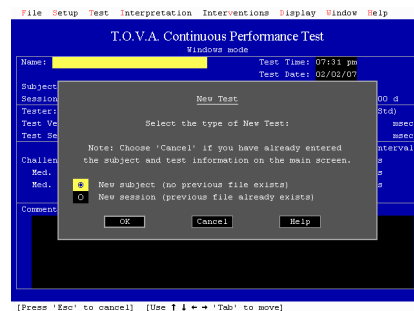 File Setup Test Interpretation Interventions Display Window Help
T.O.V.A. Continuous Performance Test
Windows mode
Name: Test Time: 07:31 pm
Test Date: 02/02/07
Subject
Session 00 d
Tester: Std)
Test Ve msec
Test Se msec
nterval
Challen s
Med. s
Med. s
Comment
New Test
Select the type of New Test:
Note: Choose 'Cancel' if you have already entered
the subject and test information on the main screen.
New subject (no previous file exists)
New session (previous file already exists)
OK Cancel Help
[Press 'Esc' to cancel] [Use ↑ ↓ ← → 'Tab' to move]